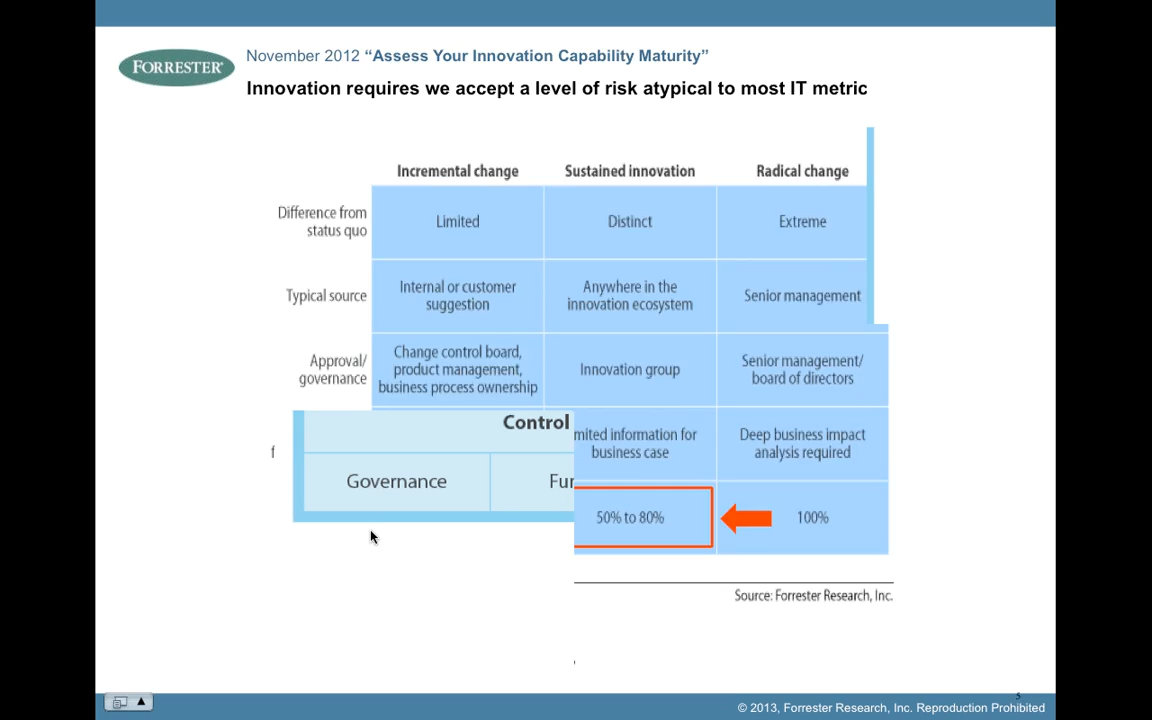 November 2012 “Assess Your Innovation Capability Maturity”
FORRESTER®
Innovation requires we accept a level of risk atypical to most IT metric
Incremental change Sustained innovation Radical change
Difference from
status quo
Limited
Distinct
Extreme
Typical source
Internal or customer
suggestion
Anywhere in the
innovation ecosystem
Senior management
Approval/
governance
Change control board,
product management,
business process ownership
Innovation group
Senior management/
board of directors
Control
f
mited information for
business case
Deep business impact
analysis required
Governance
Fur
50% to 80%
100%
Source: Forrester Research, Inc.
5
© 2013, Forrester Research, Inc. Reproduction Prohibited